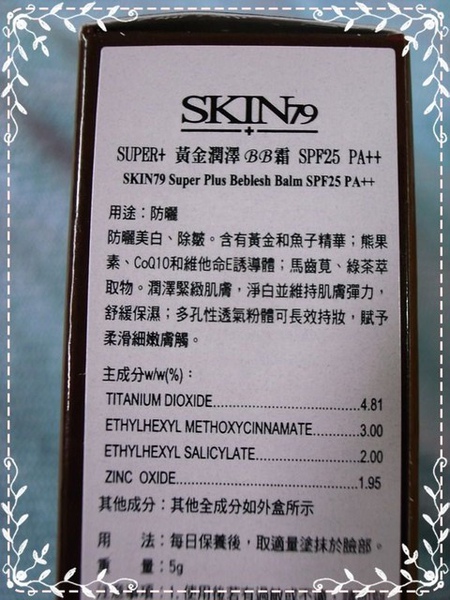 SKIN79
SUPER+ 黃金潤澤 BB霜 SPF25 PA++
SKIN79 Super Plus Beblesh Balm SPF25 PA++
用途：防曬
防曬美白、除皺。含有黃金和魚子精華；熊果
素、CoQ10和維他命E誘導體；馬齒莧、綠茶萃
取物。潤澤緊緻肌膚，淨白並維持肌膚彈力，
舒緩保濕；多孔性透氣粉體可長效持妝，賦予
柔滑細嫩膚觸。
主成分w/w(%)：
TITANIUM DIOXIDE................................4.81
ETHYLHEXYL METHOXYCINNAMATE..........3.00
ETHYLHEXYL SALICYLATE.......................2.00
ZINC OXIDE..........................................1.95
其他成分：其他全成分如外盒所示
用　法：每日保養後，取適量塗抹於臉部。
重　量：5g